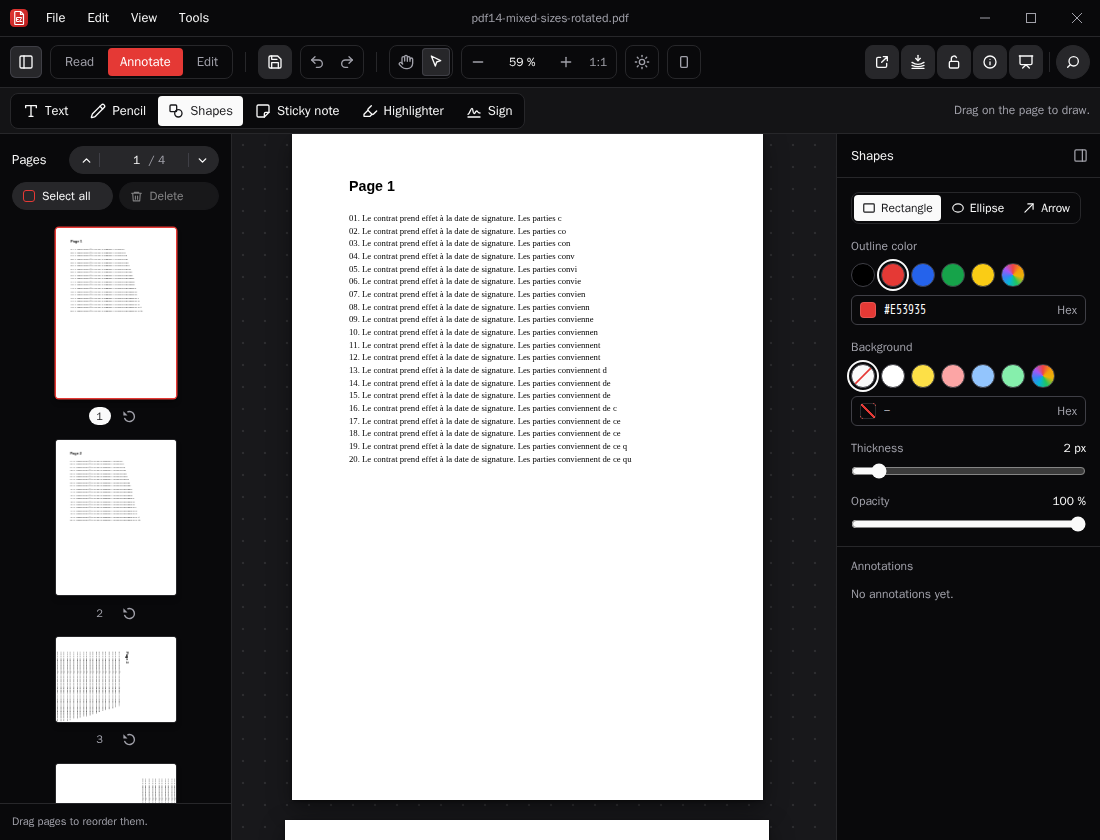 File Edit View Tools
pdf14-mixed-sizes-rotated.pdf
Read Annotate Edit
59 %
1:1
Text Pencil Shapes Sticky note Highlighter Sign
Drag on the page to draw.
Pages
1 / 4
Select all
Delete
Page 1
1
2
3
Drag pages to reorder them.
Page 1
01. Le contrat prend effet à la date de signature. Les parties c
02. Le contrat prend effet à la date de signature. Les parties co
03. Le contrat prend effet à la date de signature. Les parties con
04. Le contrat prend effet à la date de signature. Les parties conv
05. Le contrat prend effet à la date de signature. Les parties convi
06. Le contrat prend effet à la date de signature. Les parties convie
07. Le contrat prend effet à la date de signature. Les parties convien
08. Le contrat prend effet à la date de signature. Les parties convienn
09. Le contrat prend effet à la date de signature. Les parties convienne
10. Le contrat prend effet à la date de signature. Les parties conviennen
11. Le contrat prend effet à la date de signature. Les parties conviennent
12. Le contrat prend effet à la date de signature. Les parties conviennent
13. Le contrat prend effet à la date de signature. Les parties conviennent d
14. Le contrat prend effet à la date de signature. Les parties conviennent de
15. Le contrat prend effet à la date de signature. Les parties conviennent de
16. Le contrat prend effet à la date de signature. Les parties conviennent de c
17. Le contrat prend effet à la date de signature. Les parties conviennent de ce
18. Le contrat prend effet à la date de signature. Les parties conviennent de ce
19. Le contrat prend effet à la date de signature. Les parties conviennent de ce q
20. Le contrat prend effet à la date de signature. Les parties conviennent de ce qu
Shapes
Rectangle Ellipse Arrow
Outline color
#E53935 Hex
Background
– Hex
Thickness 2 px
Opacity 100 %
Annotations
No annotations yet.